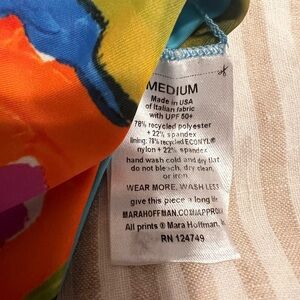 MEDIUM
Made in USA
of Italian fabric
with UPF 50+
78% recycled polyester
+ 22% spandex
lining: 78% recycled ECONYL®
nylon + 22% spandex
hand wash cold and dry flat
do not bleach, dry clean,
or iron
WEAR MORE, WASH LESS
give this piece a long life
MARAHOFFMAN.COM/APPROA
All prints ® Mara Hoffman, In
RN 124749